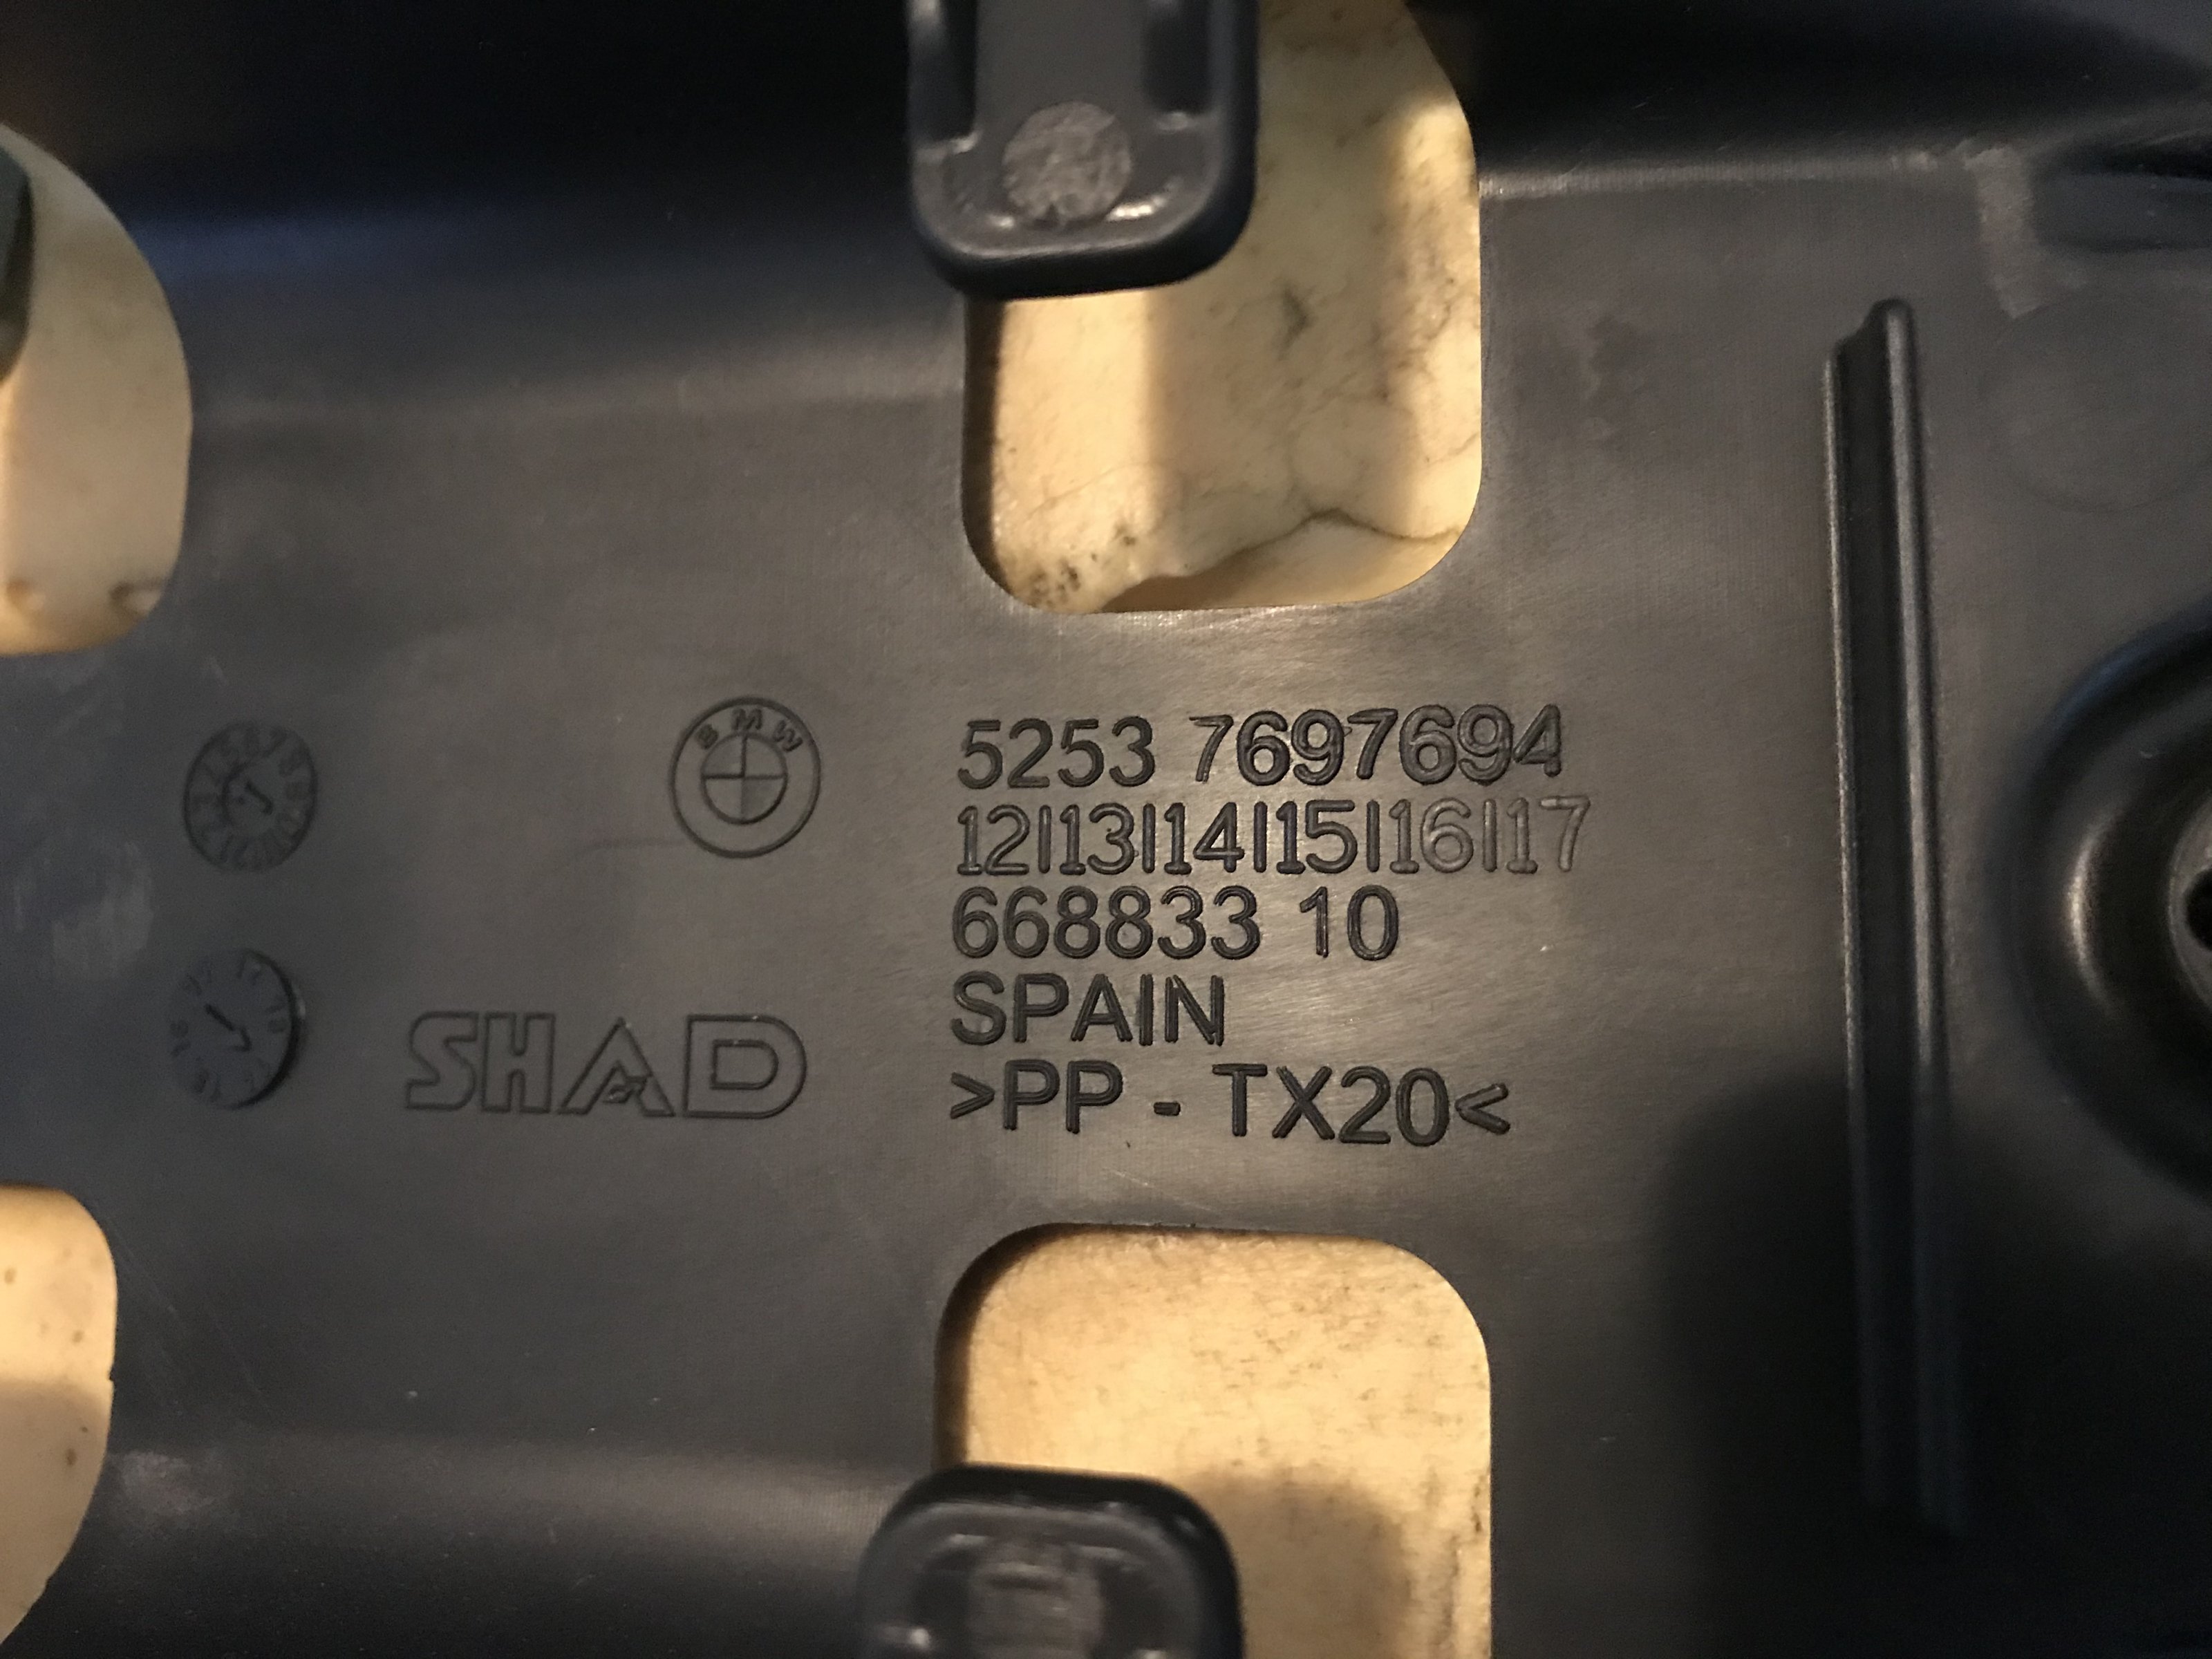 BMW
5253 7697694
12|13|14|15|16|17
668833 10
SPAIN
SHAD
>PP - TX20<